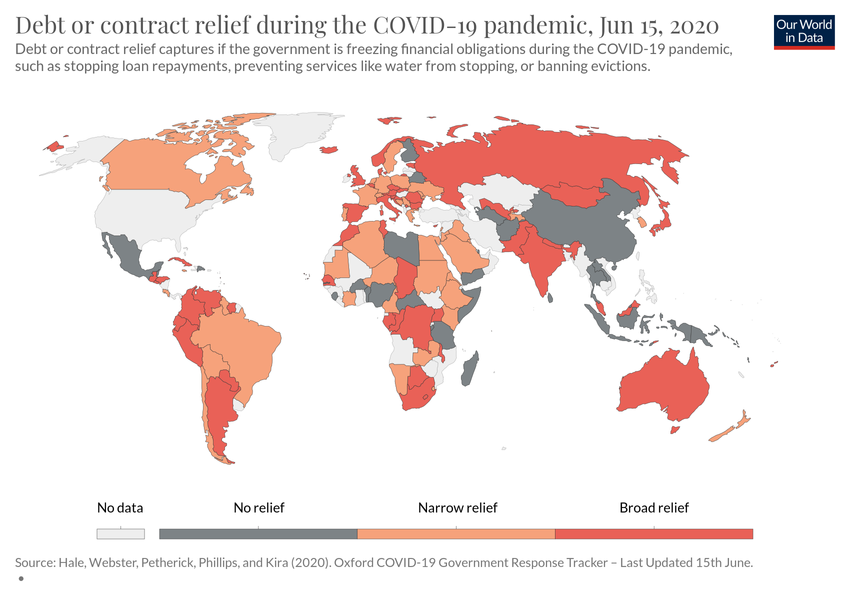 Debt or contract relief during the COVID-19 pandemic, Jun 15, 2020
Our World
in Data
Debt or contract relief captures if the government is freezing financial obligations during the COVID-19 pandemic,
such as stopping loan repayments, preventing services like water from stopping, or banning evictions.
No data
No relief
Narrow relief
Broad relief
Source: Hale, Webster, Petherick, Phillips, and Kira (2020). Oxford COVID-19 Government Response Tracker – Last Updated 15th June.
•